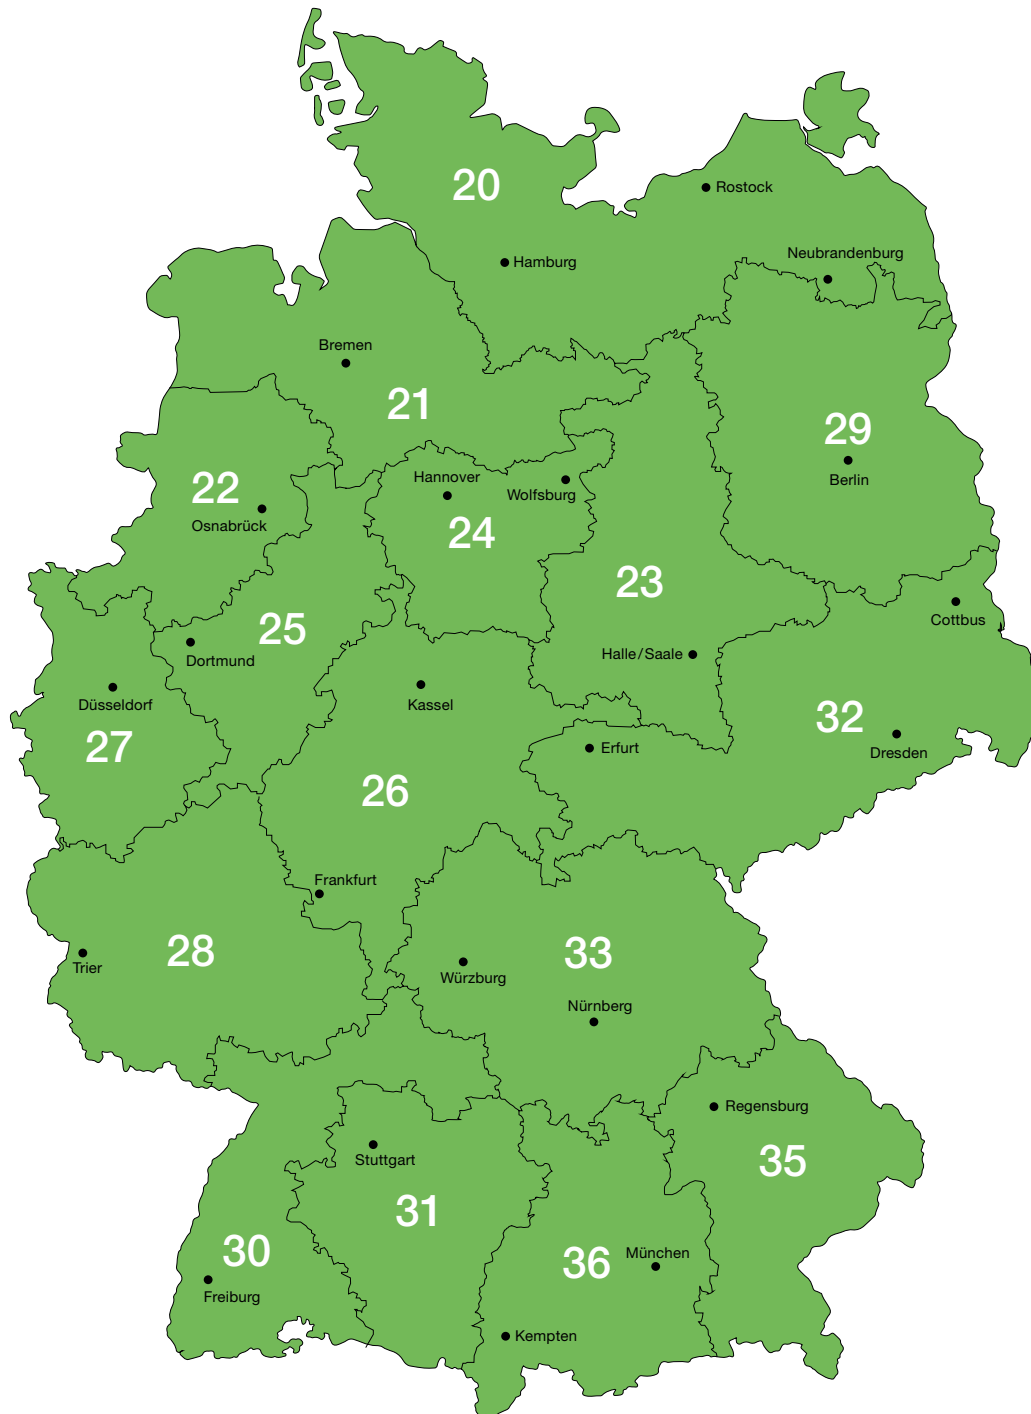 20
Rostock
Neubrandenburg
Hamburg
Bremen
21
29
Berlin
Hannover
22
Wolfsburg
Osnabrück
24
23
Cottbus
25
Dortmund
Halle/Saale
Düsseldorf
Kassel
32
27
Erfurt
Dresden
26
Frankfurt
28
33
Trier
Würzburg
Nürnberg
Regensburg
Stuttgart
35
31
30
36
München
Freiburg
Kempten